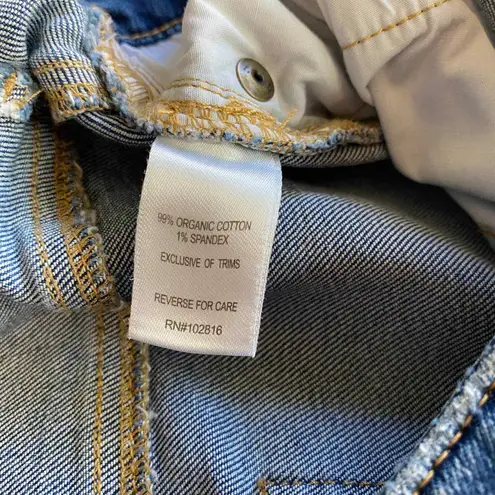 99% ORGANIC COTTON
1% SPANDEX
EXCLUSIVE OF TRIMS
REVERSE FOR CARE
RN#102816